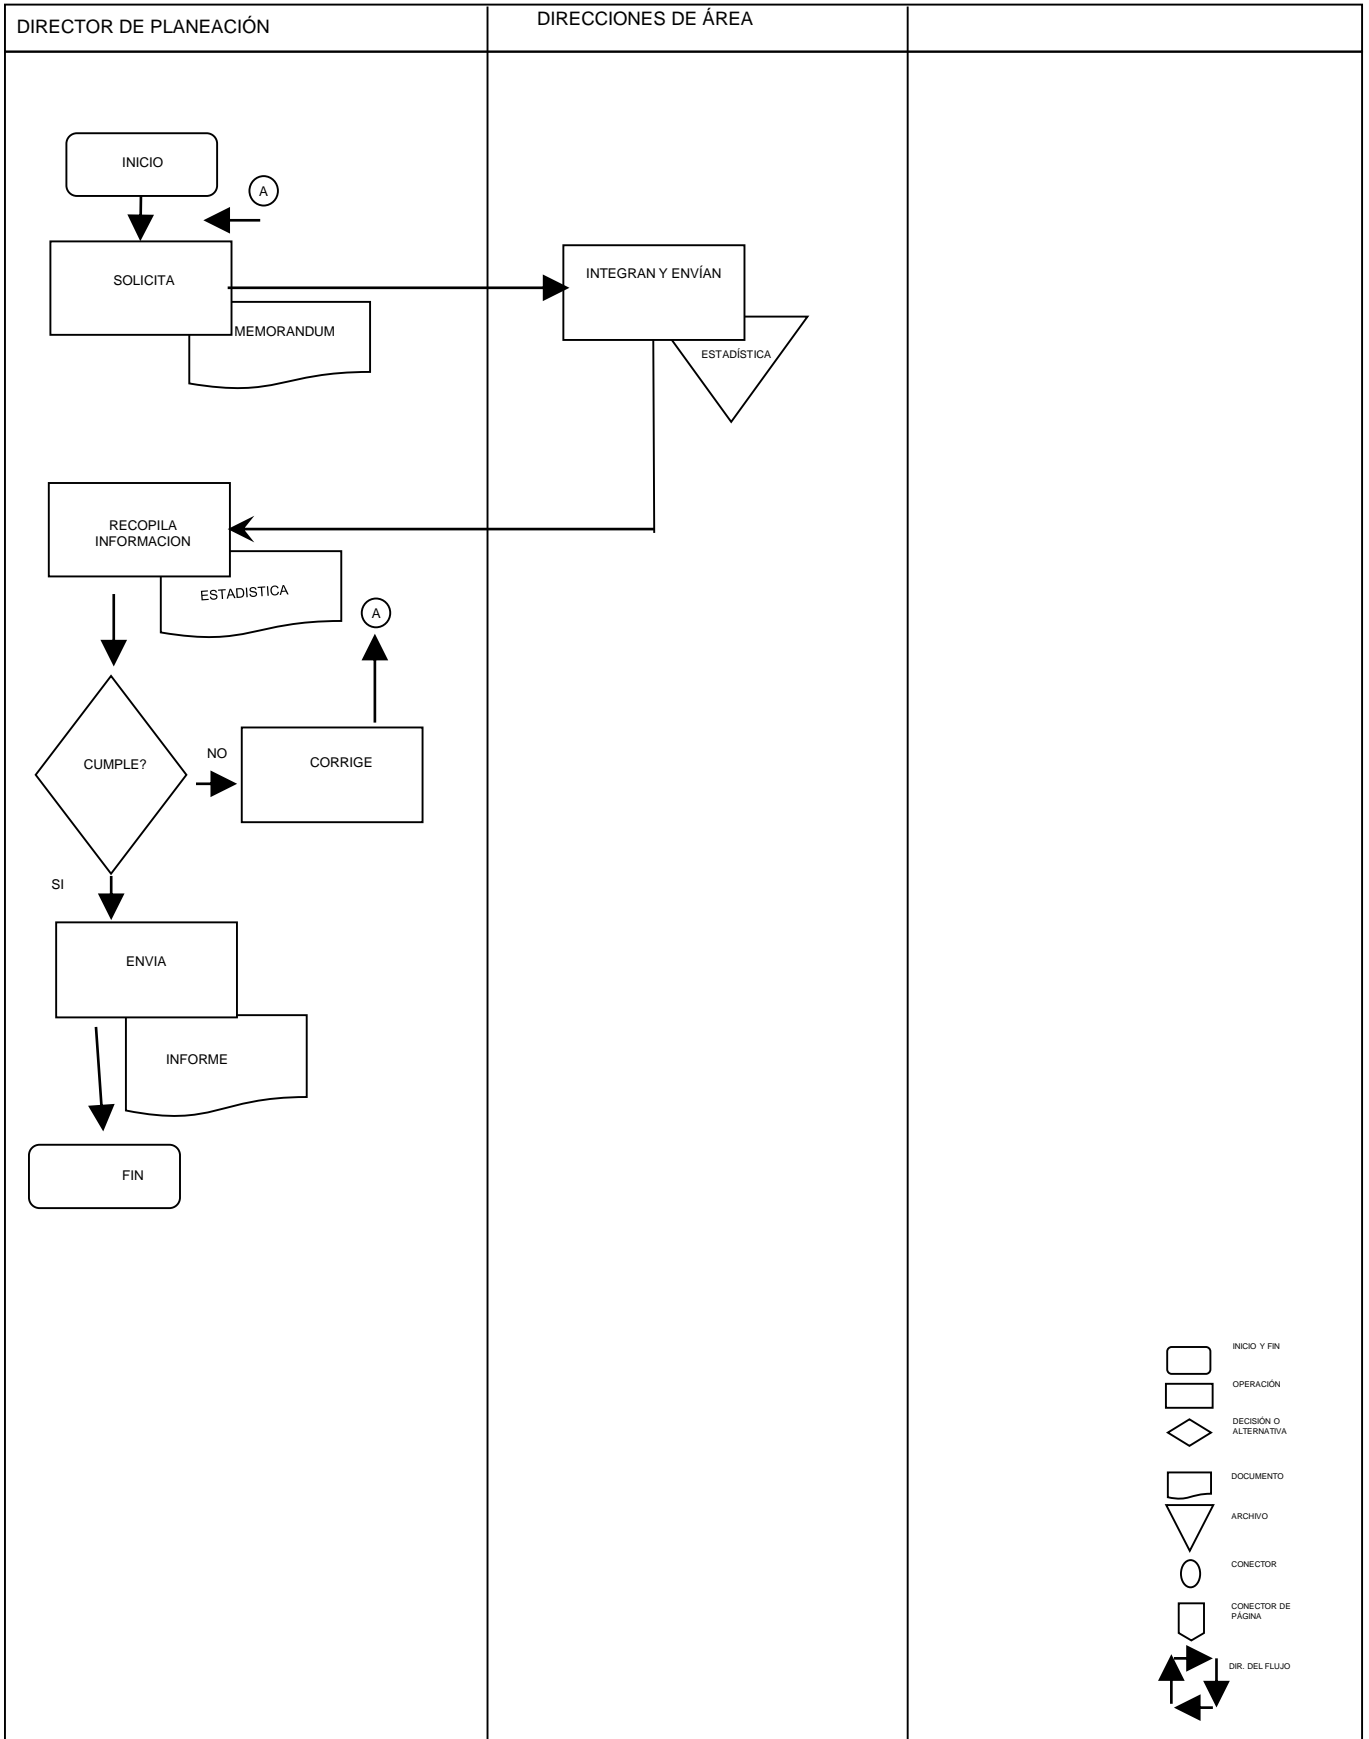 DIRECTOR DE PLANEACIÓN
DIRECCIONES DE ÁREA
INICIO
A
SOLICITA
MEMORANDUM
INTEGRAN Y ENVÍAN
ESTADÍSTICA
RECOPILA
INFORMACION
ESTADISTICA
A
CUMPLE?
NO
CORRIGE
SI
ENVIA
INFORME
FIN
INICIO Y FIN
OPERACIÓN
DECISIÓN O
ALTERNATIVA
DOCUMENTO
ARCHIVO
CONECTOR
CONECTOR DE
PÁGINA
DIR. DEL FLUJO